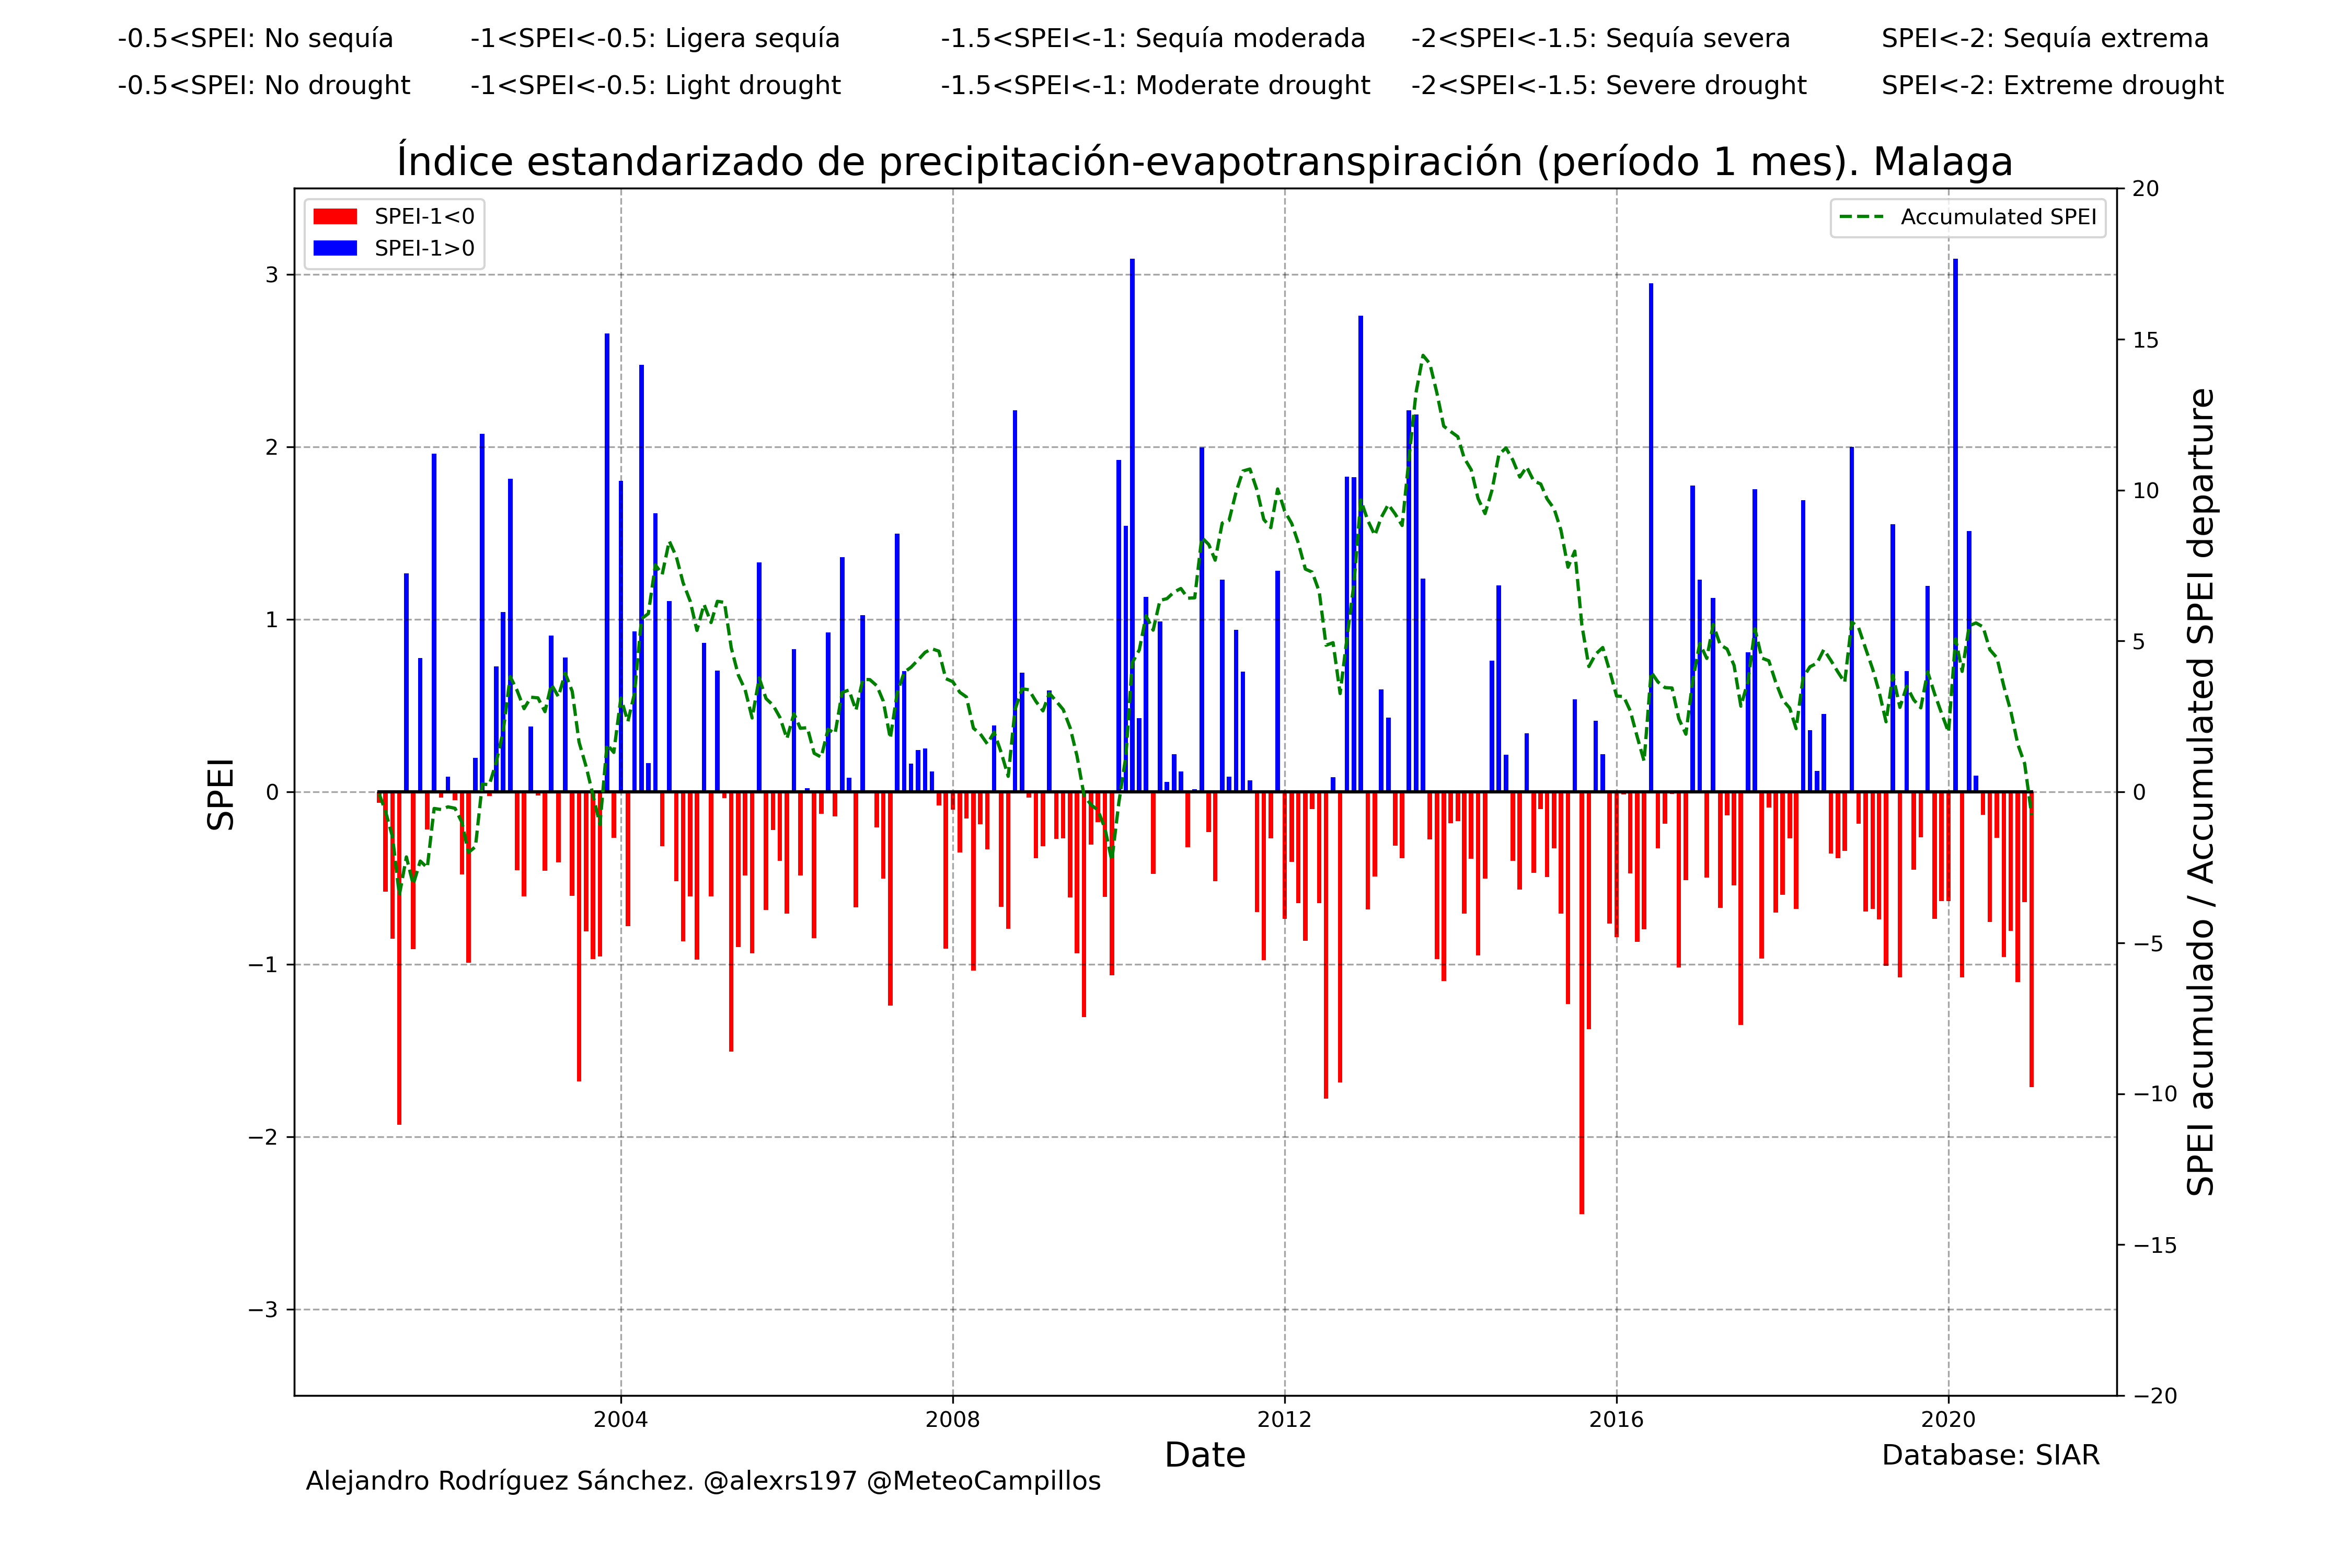 -0.5<SPEI: No sequía -1<SPEI<-0.5: Ligera sequía -1.5<SPEI<-1: Sequía moderada -2<SPEI<-1.5: Sequía severa SPEI<-2: Sequía extrema
-0.5<SPEI: No drought -1<SPEI<-0.5: Light drought -1.5<SPEI<-1: Moderate drought -2<SPEI<-1.5: Severe drought SPEI<-2: Extreme drought
Índice estandarizado de precipitación-evapotranspiración (período 1 mes). Malaga
SPEI-1<0
SPEI-1>0
Accumulated SPEI
SPEI
3
2
1
0
−1
−2
−3
20
15
10
5
0
−5
−10
−15
−20
SPEI acumulado / Accumulated SPEI departure
2004 2008 2012 2016 2020
Date
Database: SIAR
Alejandro Rodríguez Sánchez. @alexrs197 @MeteoCampillos